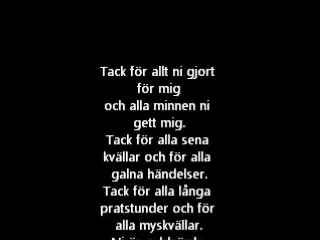 Tack för allt ni gjort
för mig
och alla minnen ni
gett mig.
Tack för alla sena
kvällar och för alla
galna händelser.
Tack för alla långa
pratstunder och för
alla myskvällar.